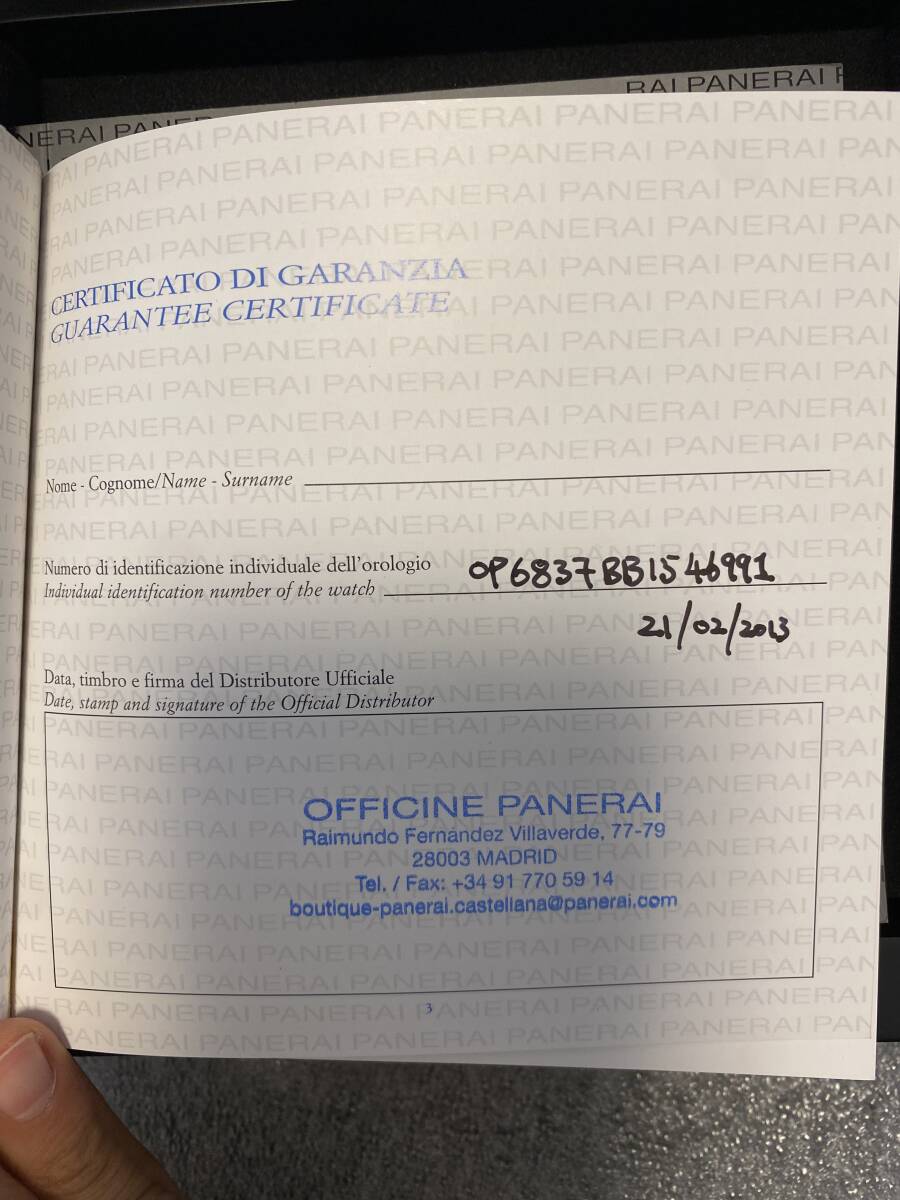 RAI PANERAI P
NERAI PANE
CERTIFICATO DI GARANZIA
GUARANTEE CERTIFICATE
Nome - Cognome/Name - Surname
Numero di identificazione individuale dell'orologio
Individual identification number of the watch
OP6837BB1546991
21/02/2013
Data, timbro e firma del Distributore Ufficiale
Date, stamp and signature of the Official Distributor
OFFICINE PANERAI
Raimundo Fernández Villaverde, 77-79
28003 MADRID
Tel. / Fax: +34 91 770 59 14
boutique-panerai.castellana@panerai.com
3